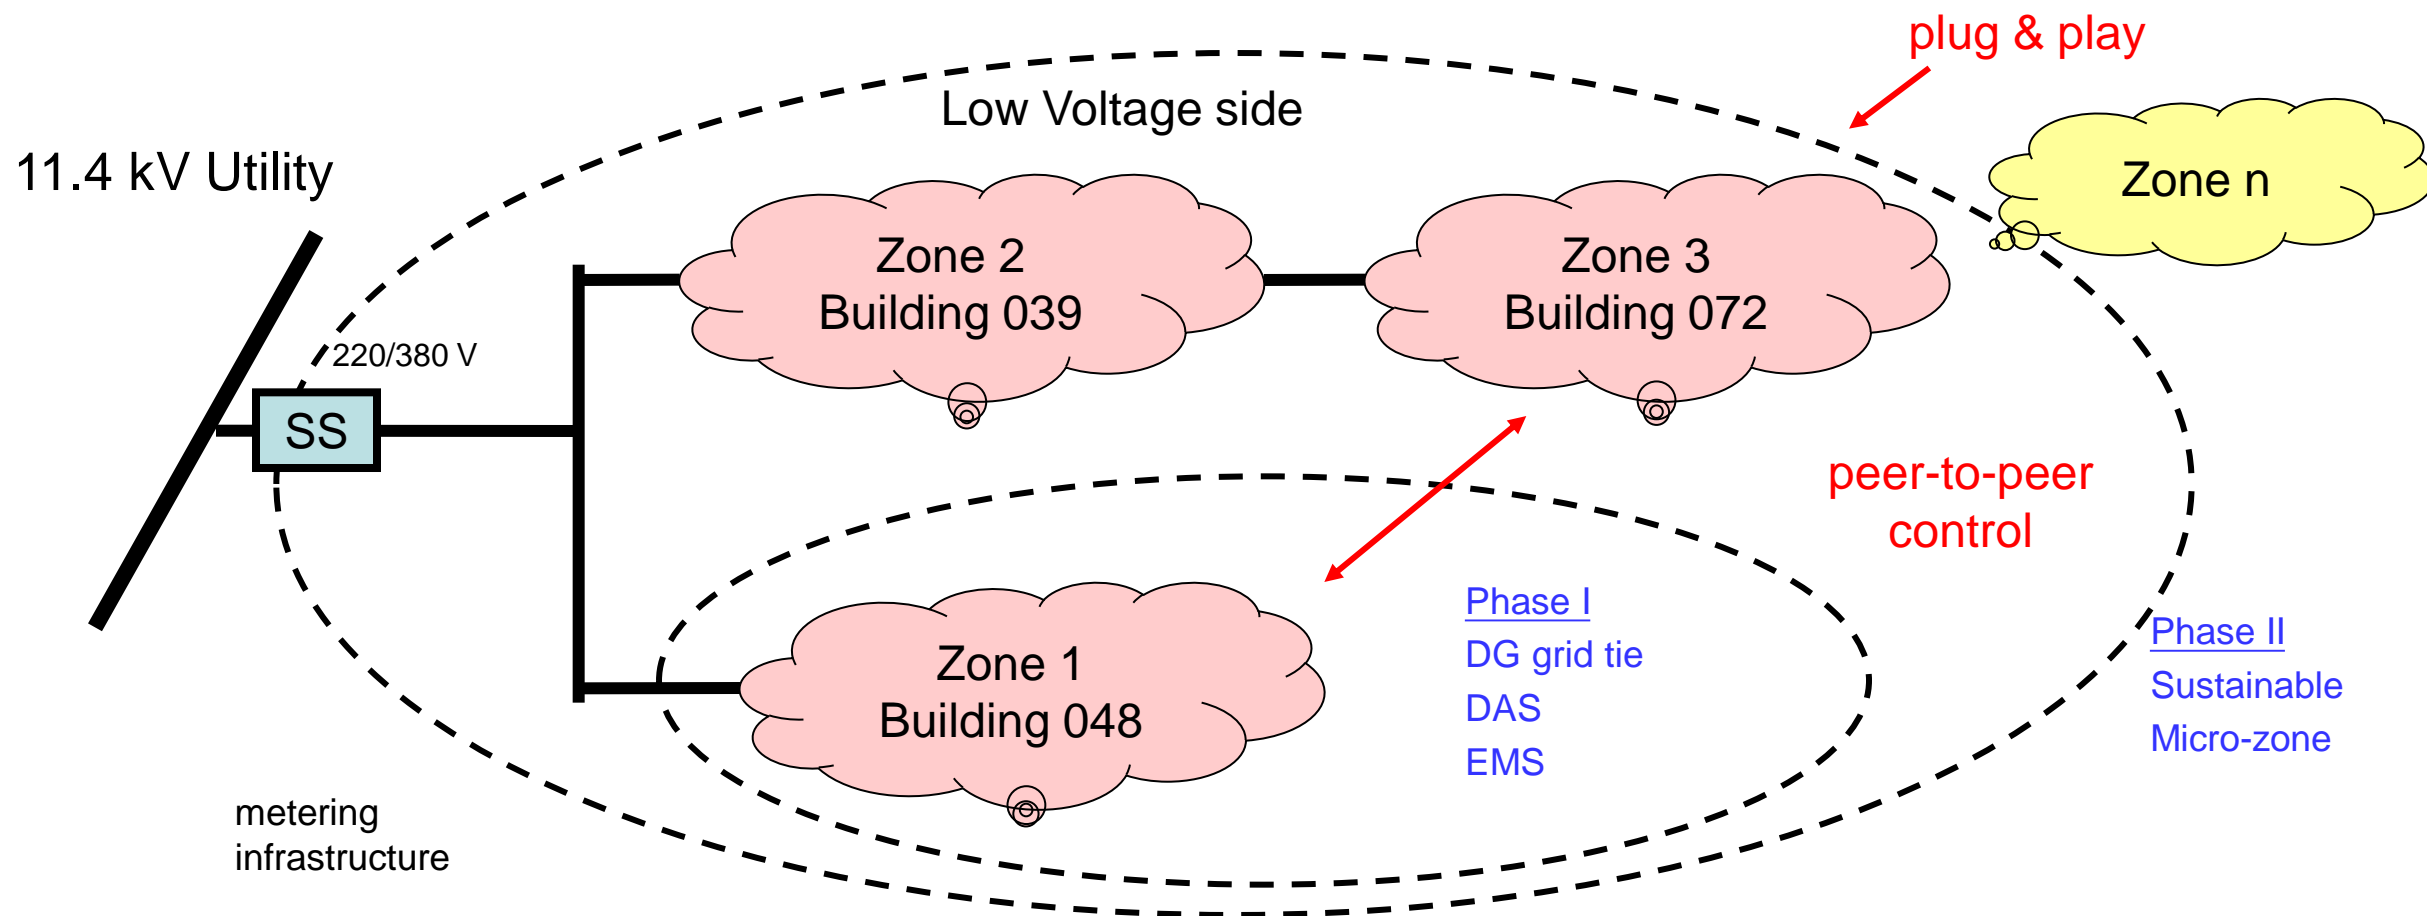 plug & play
Low Voltage side
11.4 kV Utility
Zone n
Zone 2
Building 039
Zone 3
Building 072
220/380 V
SS
peer-to-peer
control
Phase I
DG grid tie
DAS
EMS
Phase II
Sustainable
Micro-zone
Zone 1
Building 048
metering
infrastructure